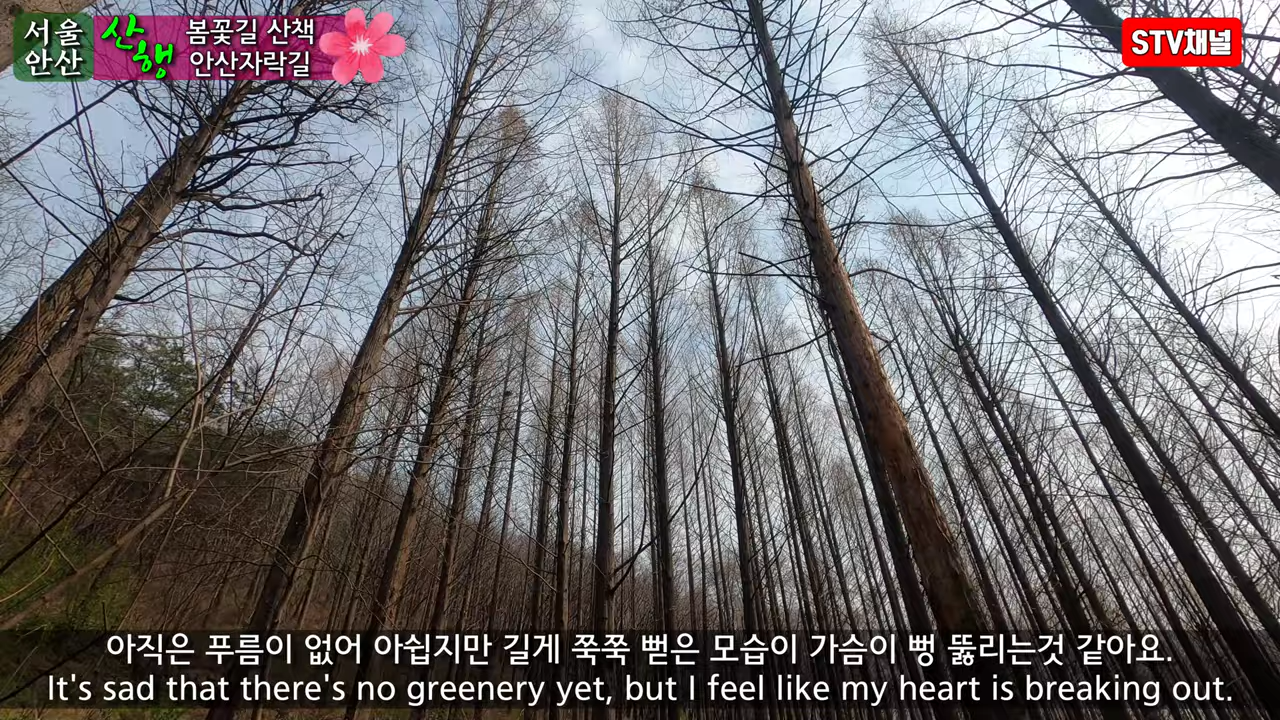 서울
안산
산행
봄꽃길 산책
안산자락길
STV채널
아직은 푸름이 없어 아쉽지만 길게 쭉쭉 뻗은 모습이 가슴이 뻥 뚫리는것 같아요.
It's sad that there's no greenery yet, but I feel like my heart is breaking out.